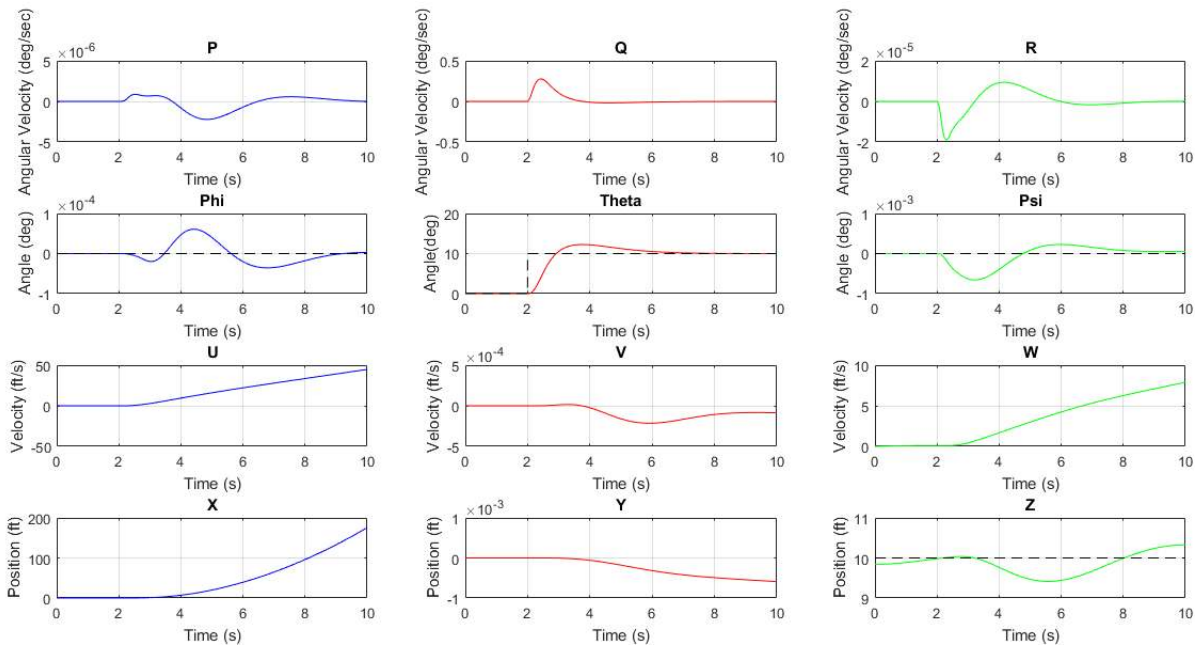 P
×10⁻⁶
Angular Velocity (deg/sec)
5
0
-5
0 2 4 6 8 10
Time (s)
Q
Angular Velocity (deg/sec)
0.5
0
-0.5
0 2 4 6 8 10
Time (s)
R
×10⁻⁵
Angular Velocity (deg/sec)
2
0
-2
0 2 4 6 8 10
Time (s)
Phi
×10⁻⁴
Angle (deg)
1
0
-1
0 2 4 6 8 10
Time (s)
Theta
Angle(deg)
20
10
0
0 2 4 6 8 10
Time (s)
Psi
×10⁻³
Angle (deg)
1
0
-1
0 2 4 6 8 10
Time (s)
U
Velocity (ft/s)
50
0
-50
0 2 4 6 8 10
Time (s)
V
×10⁻⁴
Velocity (ft/s)
5
0
-5
0 2 4 6 8 10
Time (s)
W
Velocity (ft/s)
10
5
0
0 2 4 6 8 10
Time (s)
X
Position (ft)
200
100
0
0 2 4 6 8 10
Time (s)
Y
×10⁻³
Position (ft)
1
0
-1
0 2 4 6 8 10
Time (s)
Z
Position (ft)
11
10
9
0 2 4 6 8 10
Time (s)